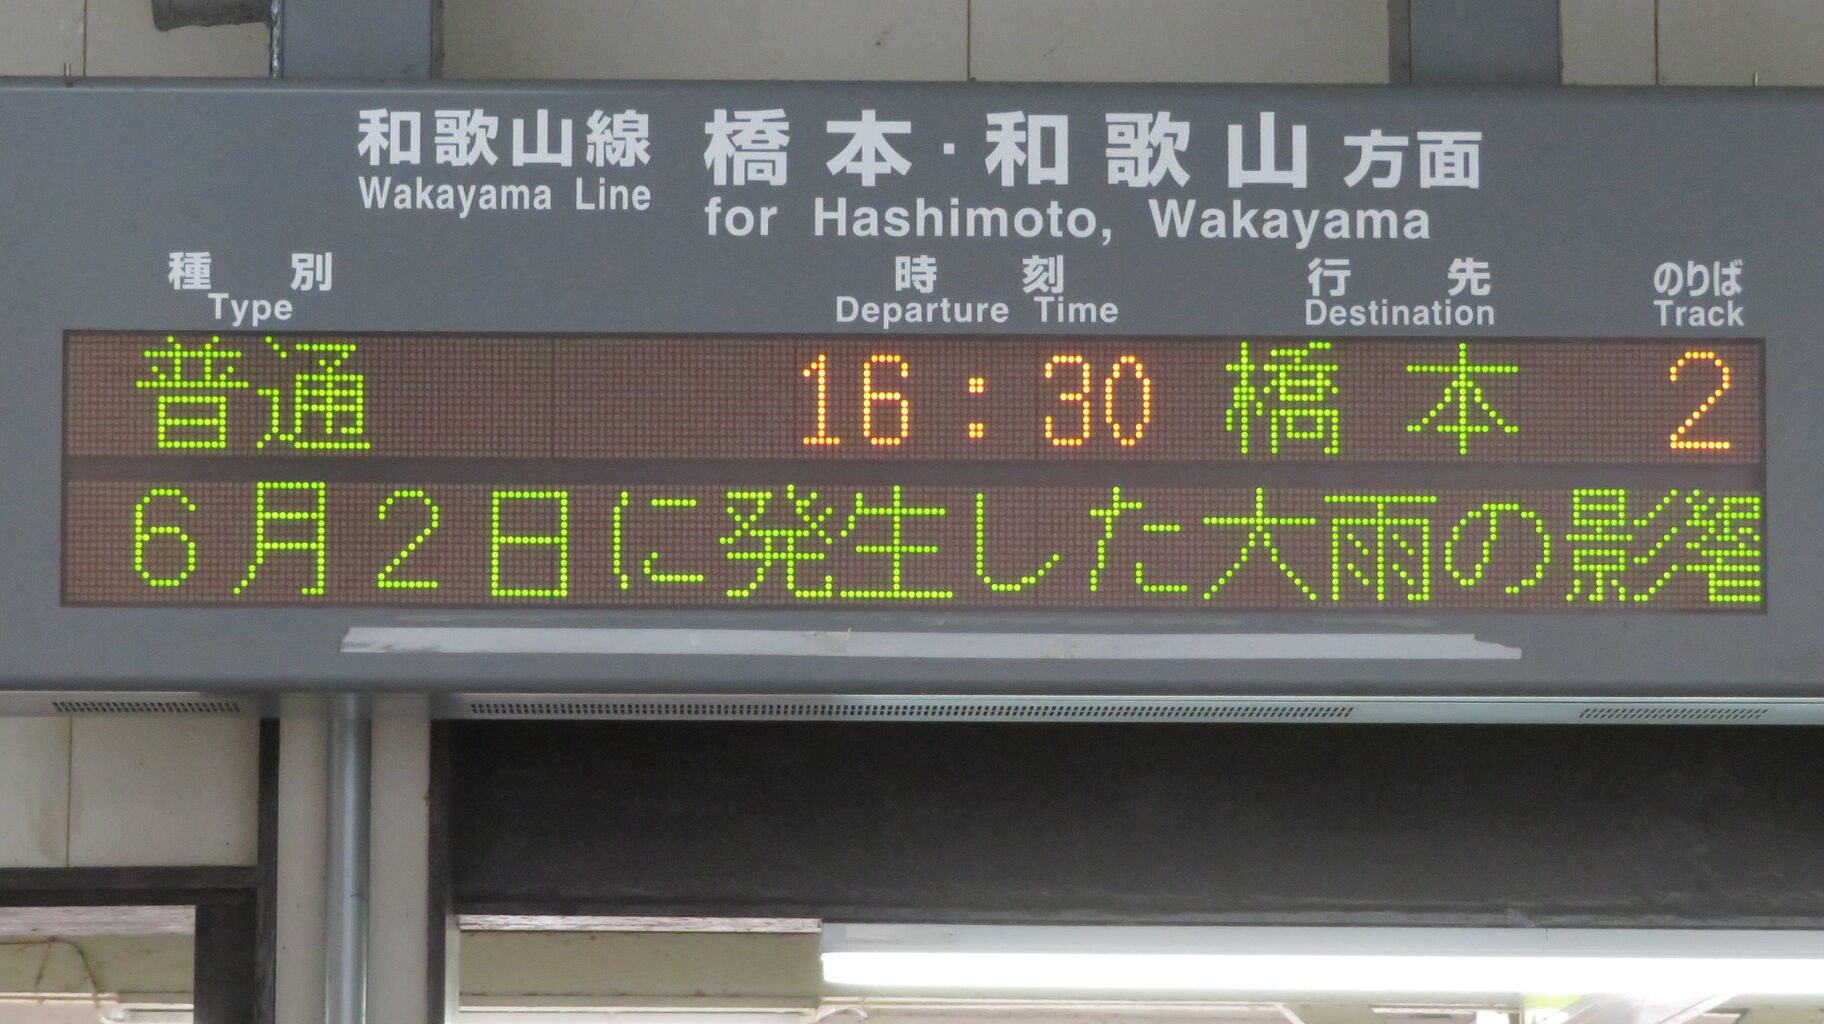 和歌山線 橋本・和歌山方面
Wakayama Line for Hashimoto, Wakayama
種別 時刻 行先 のりば
Type Departure Time Destination Track
普通 16:30 橋本 2
6月2日に発生した大雨の影響